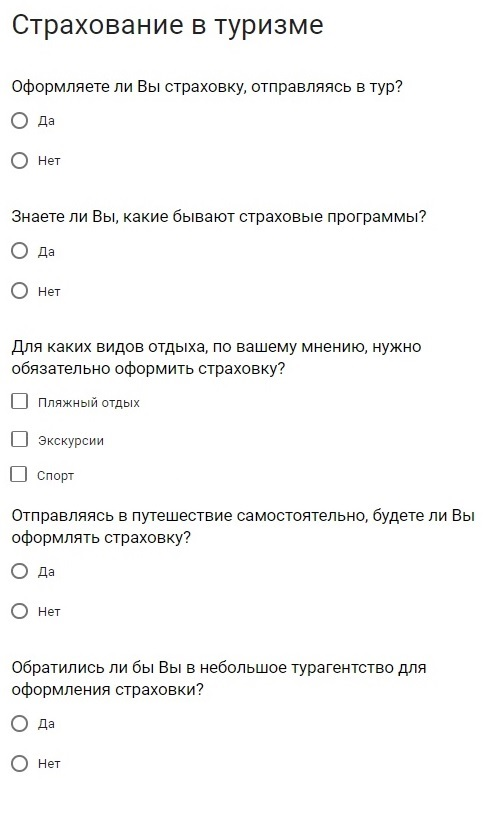 Страхование в туризме
Оформляете ли Вы страховку, отправляясь в тур?
Да
Нет
Знаете ли Вы, какие бывают страховые программы?
Да
Нет
Для каких видов отдыха, по вашему мнению, нужно
обязательно оформить страховку?
Пляжный отдых
Экскурсии
Спорт
Отправляясь в путешествие самостоятельно, будете ли Вы
оформлять страховку?
Да
Нет
Обратились ли бы Вы в небольшое турагентство для
оформления страховки?
Да
Нет